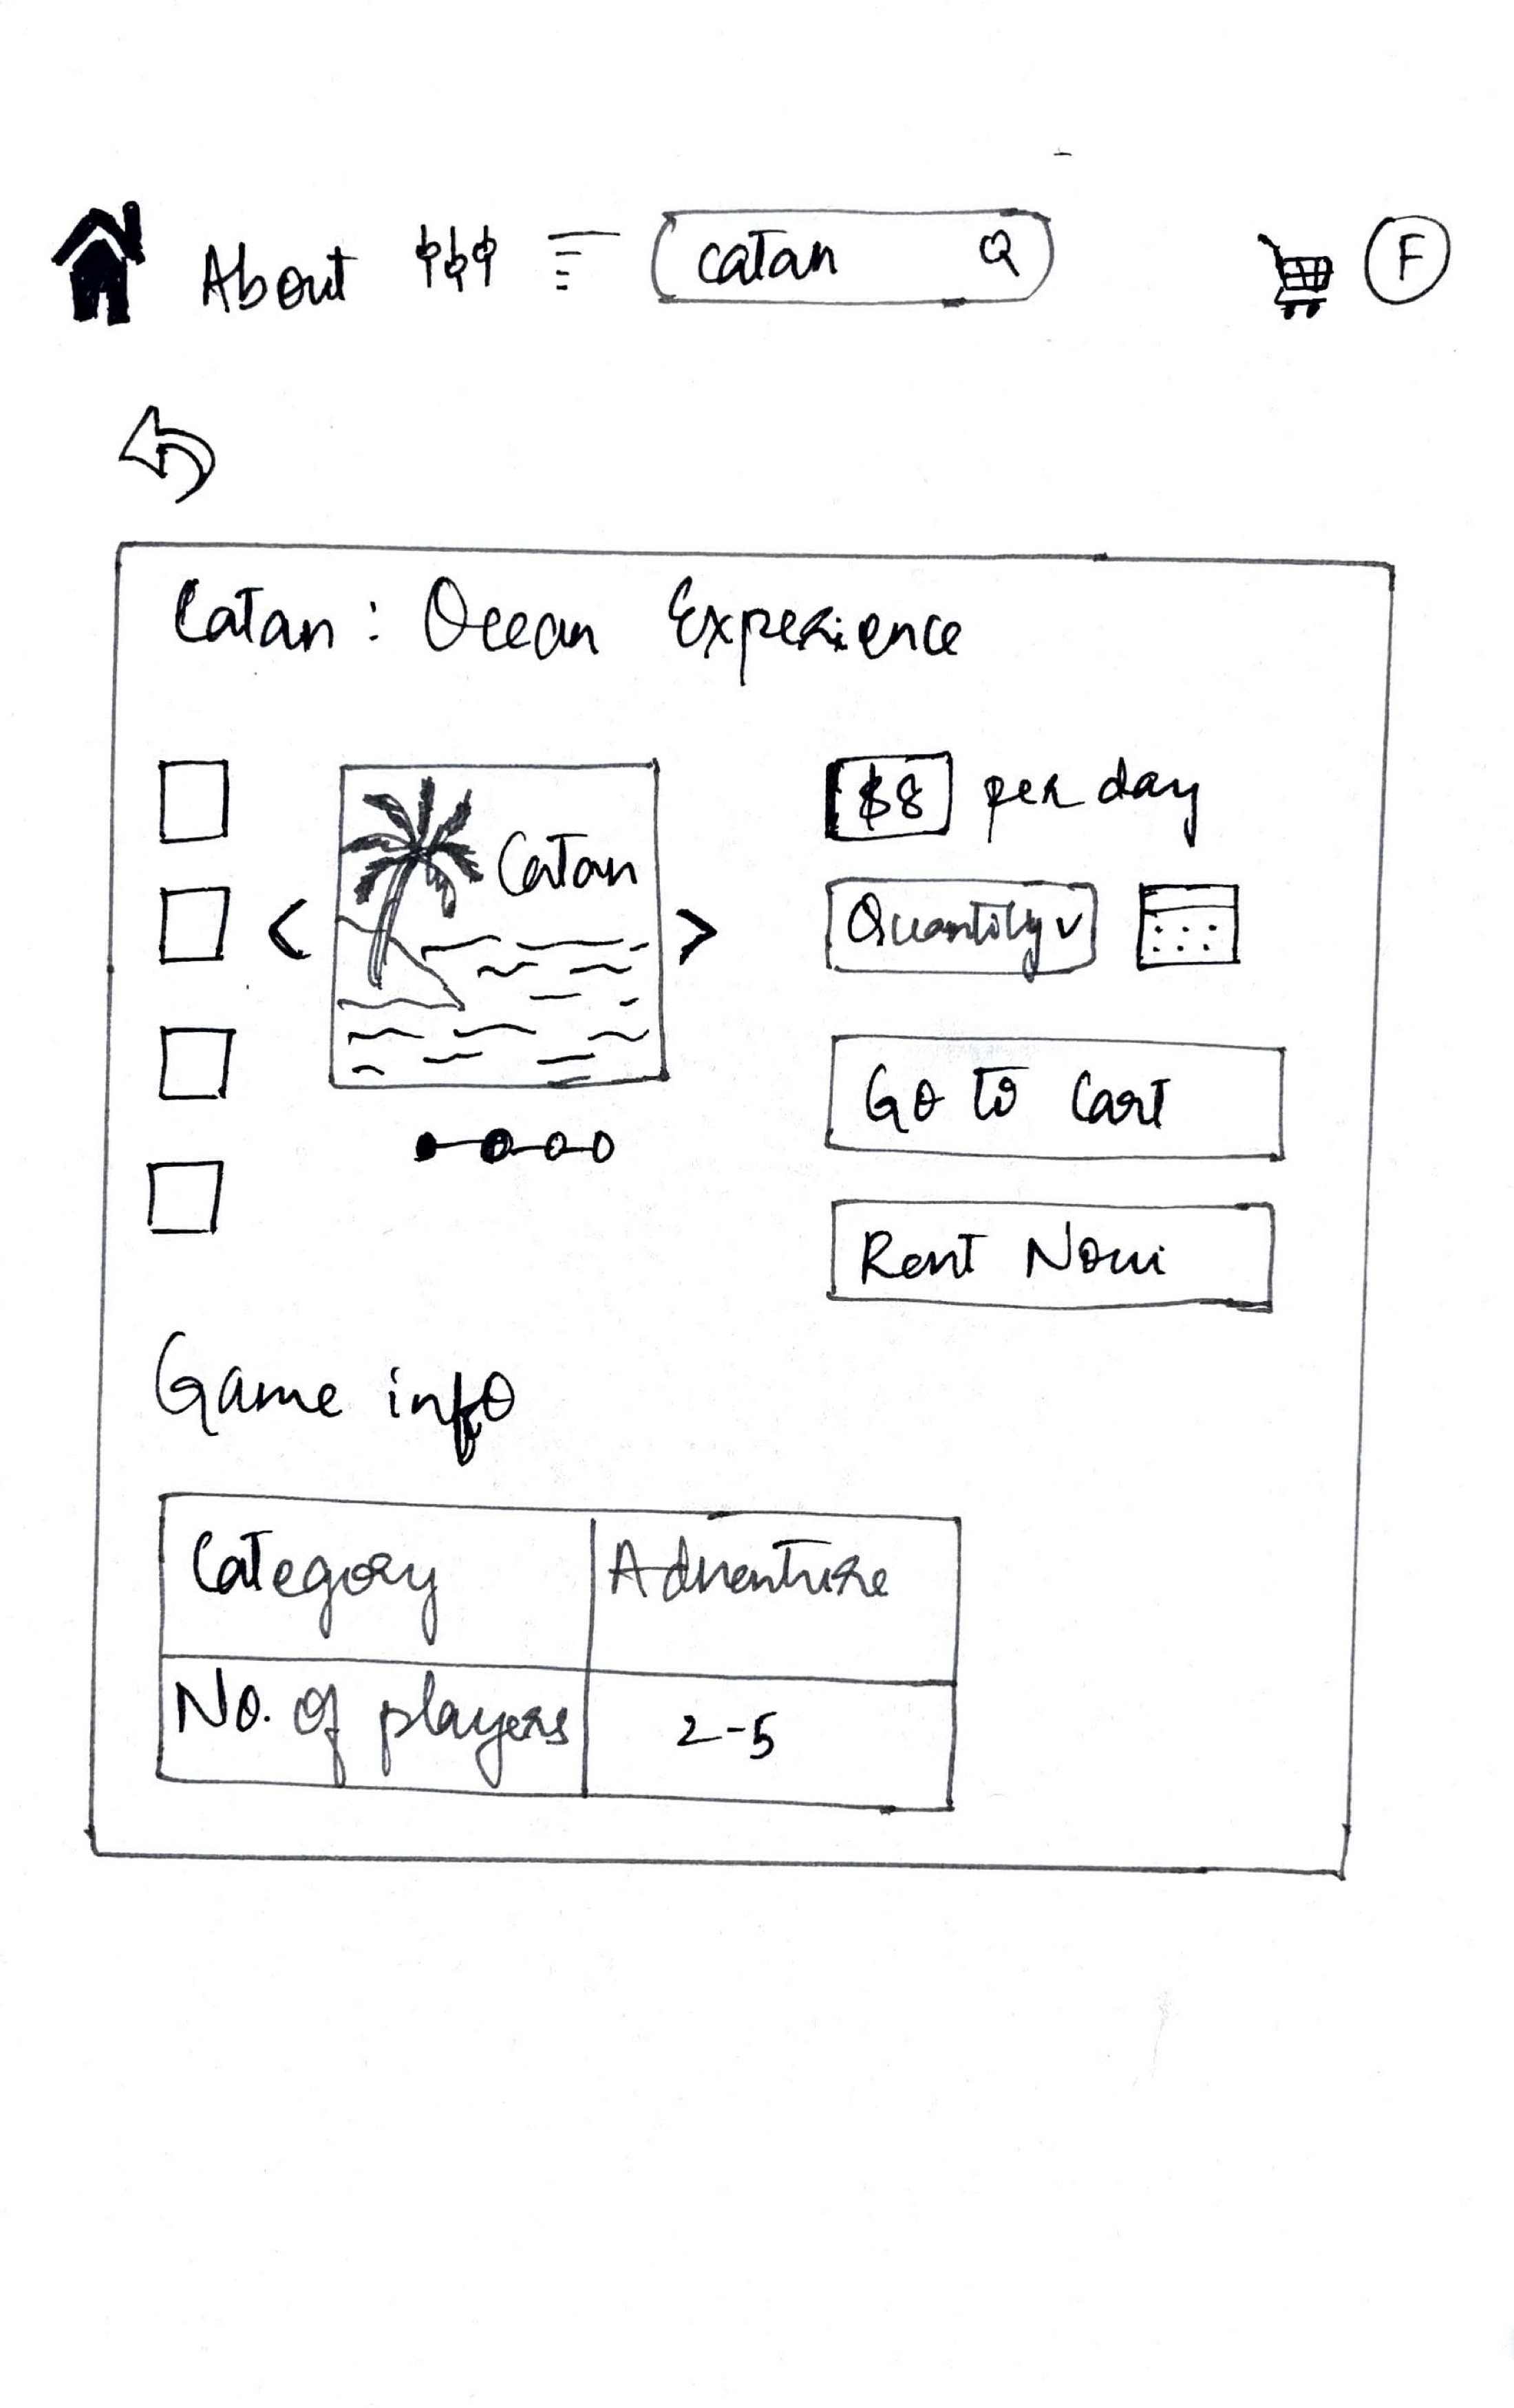 About catan F
Catan: Ocean Experience
Catan
$8 per day
Quantity
Go to Cart
Rent Now
Game info
Category Adventure
No. of players 2-5